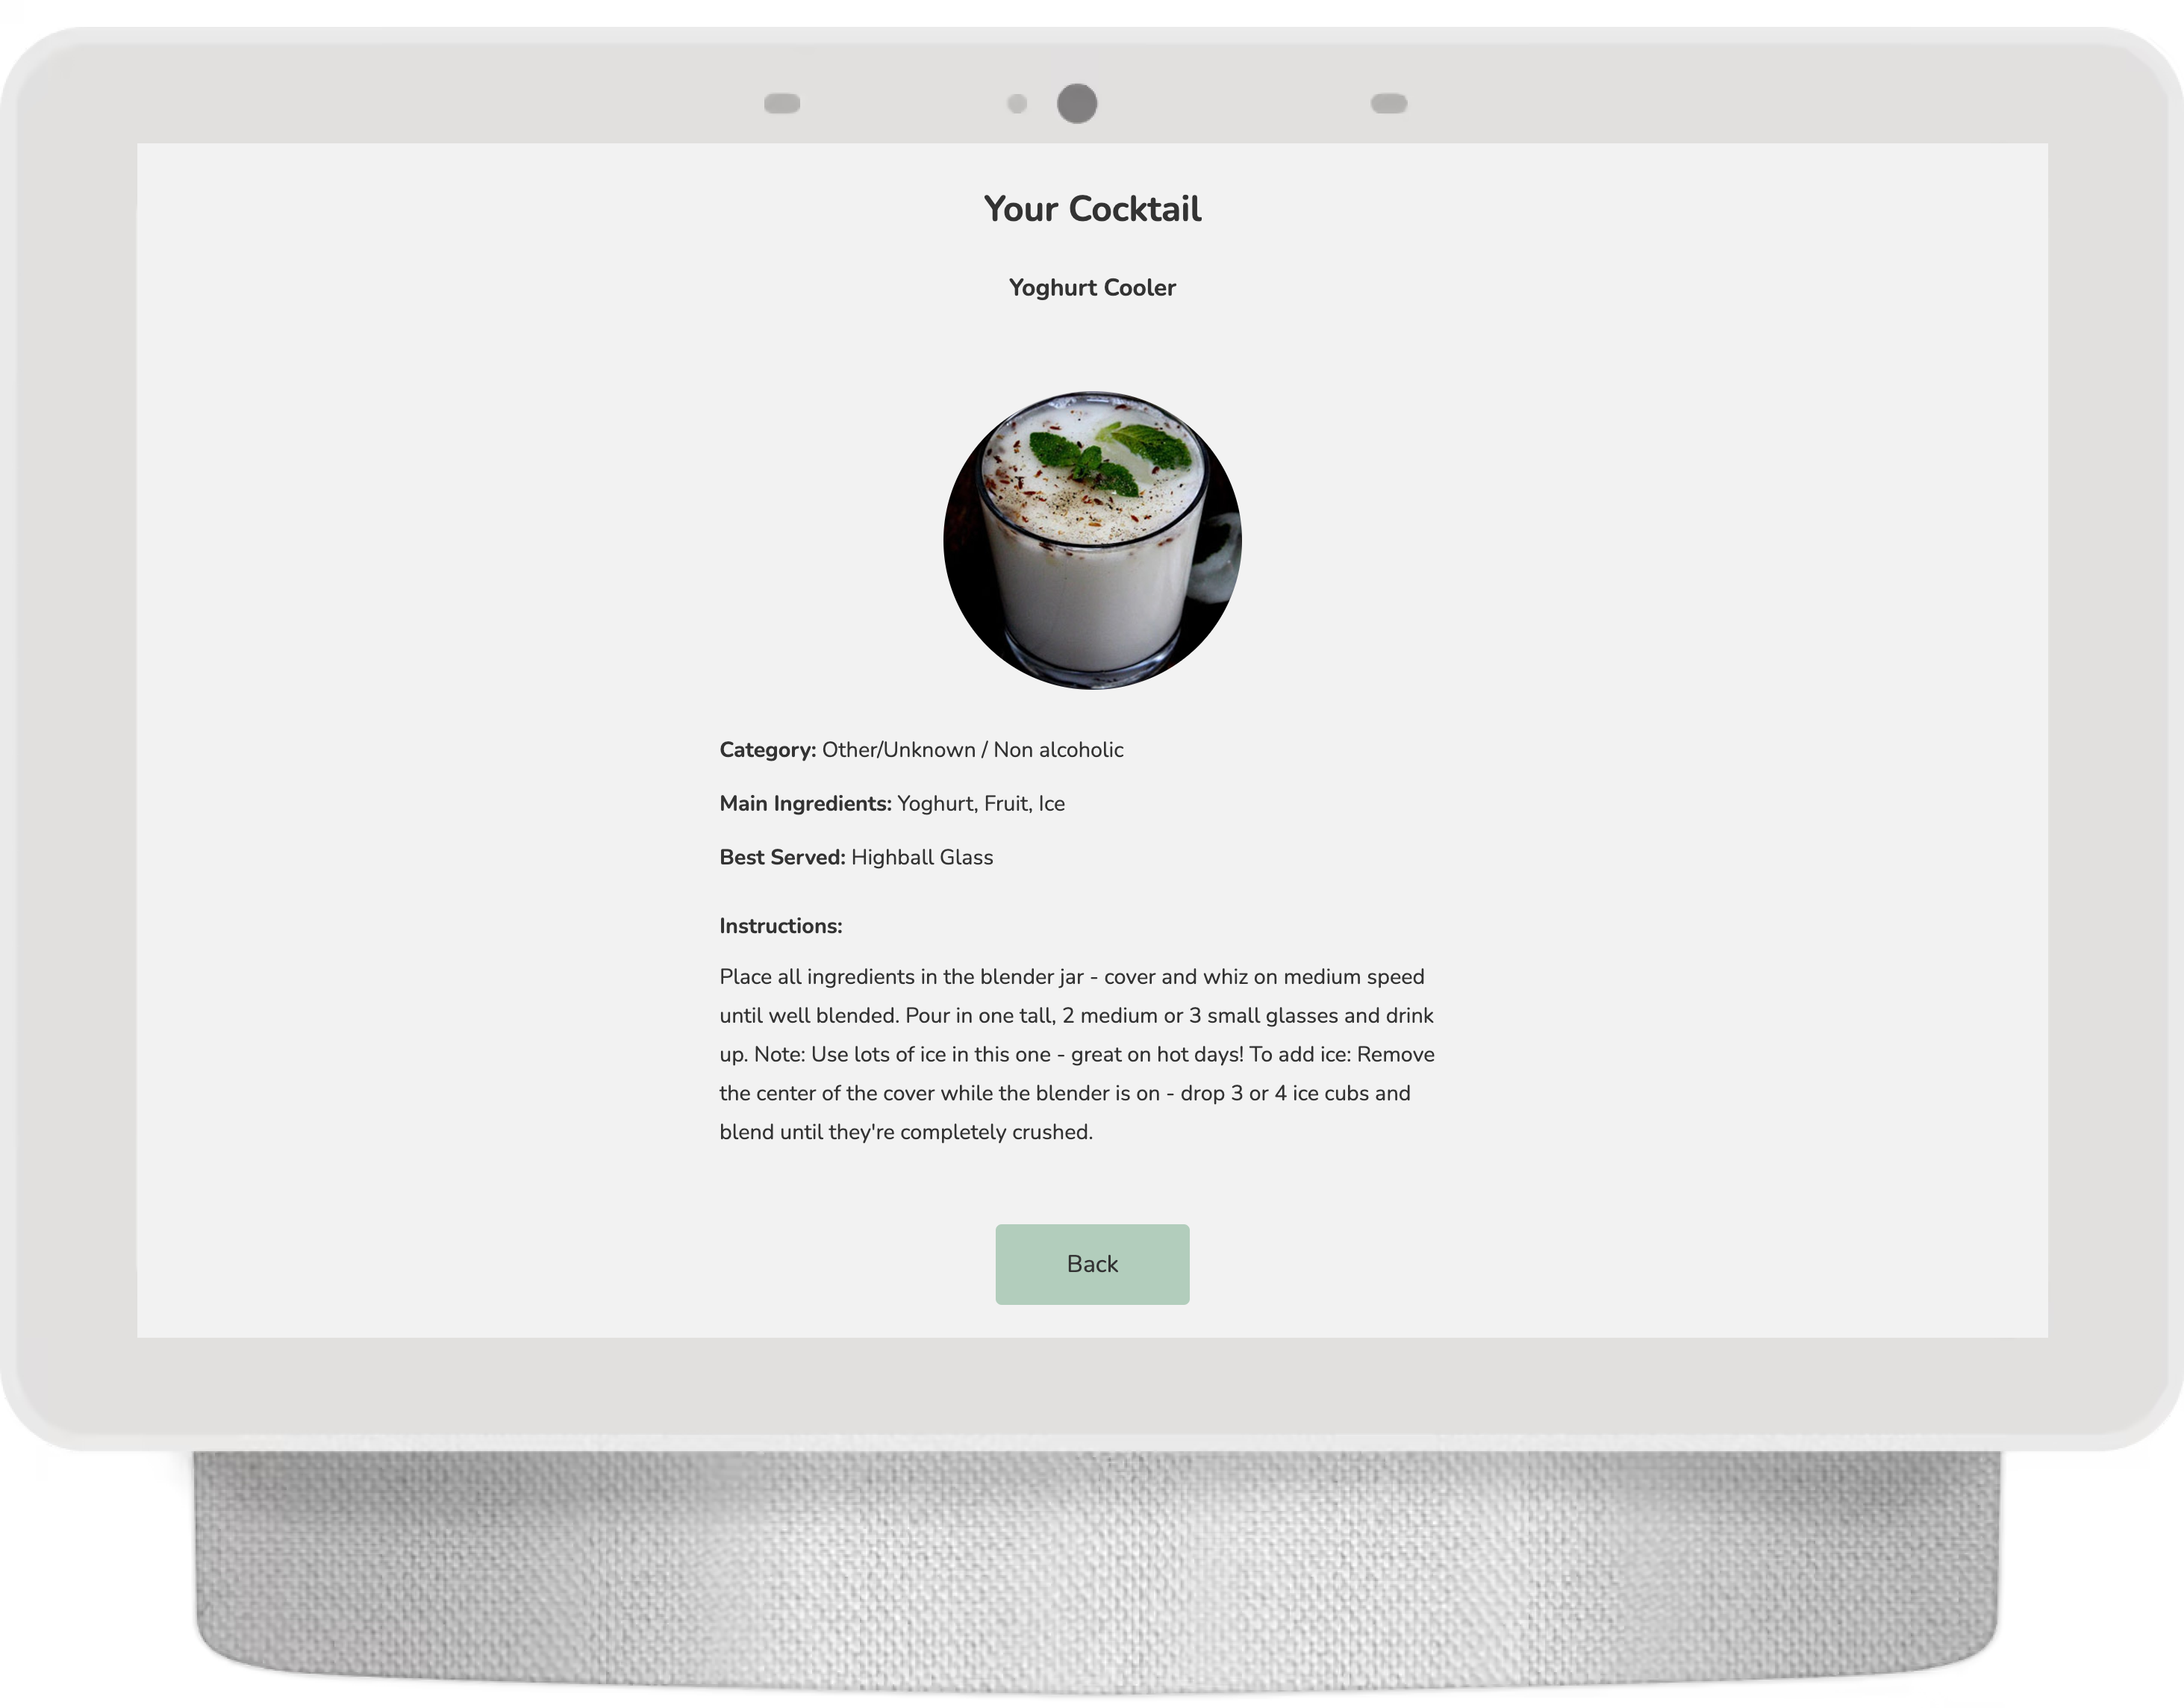 Your Cocktail
Yoghurt Cooler
Category: Other/Unknown / Non alcoholic
Main Ingredients: Yoghurt, Fruit, Ice
Best Served: Highball Glass
Instructions:
Place all ingredients in the blender jar - cover and whiz on medium speed
until well blended. Pour in one tall, 2 medium or 3 small glasses and drink
up. Note: Use lots of ice in this one - great on hot days! To add ice: Remove
the center of the cover while the blender is on - drop 3 or 4 ice cubs and
blend until they're completely crushed.
Back